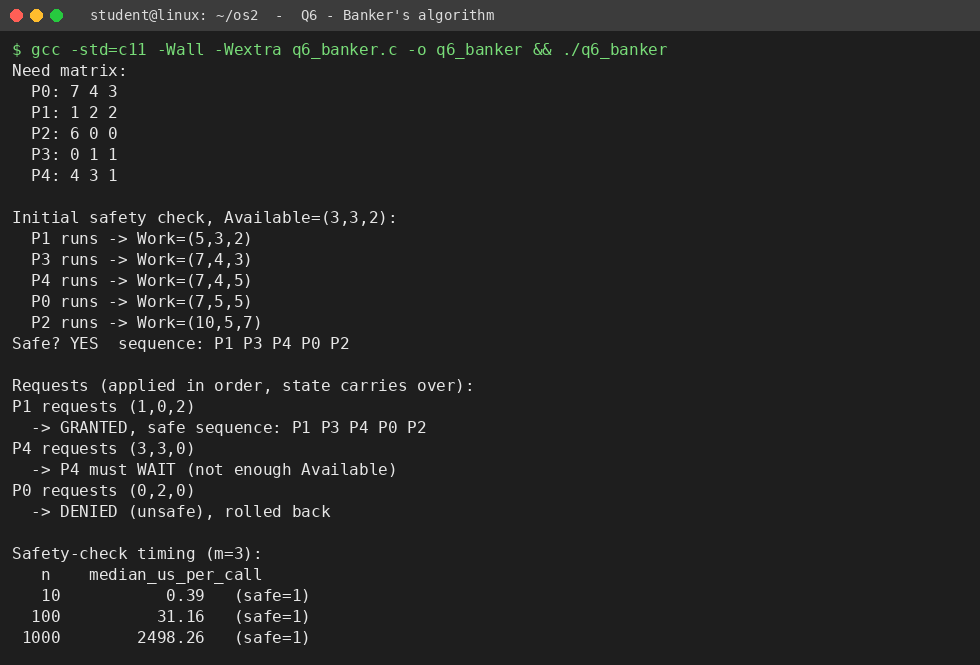 student@linux: ~/os2  -  Q6 - Banker's algorithm
$ gcc -std=c11 -Wall -Wextra q6_banker.c -o q6_banker && ./q6_banker
Need matrix:
  P0: 7 4 3
  P1: 1 2 2
  P2: 6 0 0
  P3: 0 1 1
  P4: 4 3 1

Initial safety check, Available=(3,3,2):
  P1 runs -> Work=(5,3,2)
  P3 runs -> Work=(7,4,3)
  P4 runs -> Work=(7,4,5)
  P0 runs -> Work=(7,5,5)
  P2 runs -> Work=(10,5,7)
Safe? YES  sequence: P1 P3 P4 P0 P2

Requests (applied in order, state carries over):
P1 requests (1,0,2)
  -> GRANTED, safe sequence: P1 P3 P4 P0 P2
P4 requests (3,3,0)
  -> P4 must WAIT (not enough Available)
P0 requests (0,2,0)
  -> DENIED (unsafe), rolled back

Safety-check timing (m=3):
   n    median_us_per_call
   10           0.39   (safe=1)
  100          31.16   (safe=1)
 1000        2498.26   (safe=1)